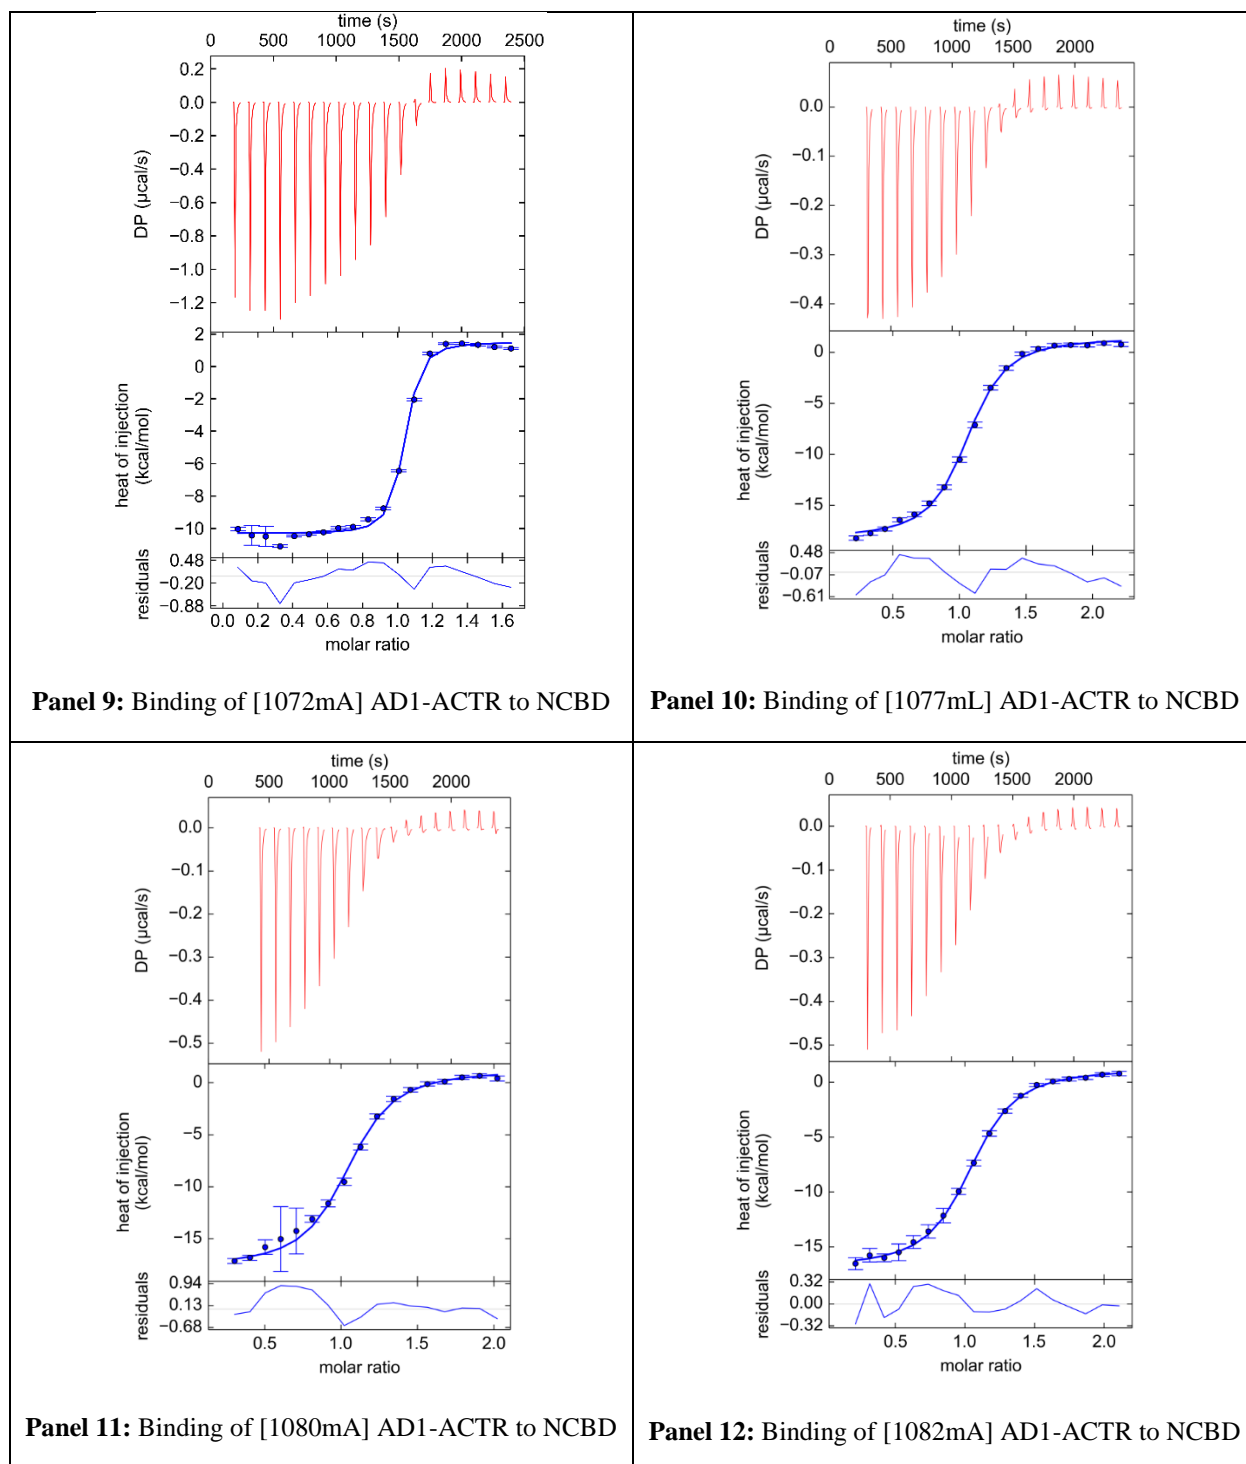 time (s)
0 500 1000 1500 2000 2500
0.2
0.0
−0.2
−0.4
−0.6
−0.8
−1.0
−1.2
DP (µcal/s)
2
0
−2
−4
−6
−8
−10
heat of injection
(kcal/mol)
0.48
−0.20
−0.88
residuals
0.0 0.2 0.4 0.6 0.8 1.0 1.2 1.4 1.6
molar ratio
Panel 9: Binding of [1072mA] AD1-ACTR to NCBD
time (s)
0 500 1000 1500 2000
0.0
−0.1
−0.2
−0.3
−0.4
DP (µcal/s)
0
−5
−10
−15
heat of injection
(kcal/mol)
0.48
−0.07
−0.61
residuals
0.5 1.0 1.5 2.0
molar ratio
Panel 10: Binding of [1077mL] AD1-ACTR to NCBD
time (s)
0 500 1000 1500 2000
0.0
−0.1
−0.2
−0.3
−0.4
−0.5
DP (µcal/s)
0
−5
−10
−15
heat of injection
(kcal/mol)
0.94
0.13
−0.68
residuals
0.5 1.0 1.5 2.0
molar ratio
Panel 11: Binding of [1080mA] AD1-ACTR to NCBD
time (s)
0 500 1000 1500 2000
0.0
−0.1
−0.2
−0.3
−0.4
−0.5
DP (µcal/s)
0
−5
−10
−15
heat of injection
(kcal/mol)
0.32
0.00
−0.32
residuals
0.5 1.0 1.5 2.0
molar ratio
Panel 12: Binding of [1082mA] AD1-ACTR to NCBD